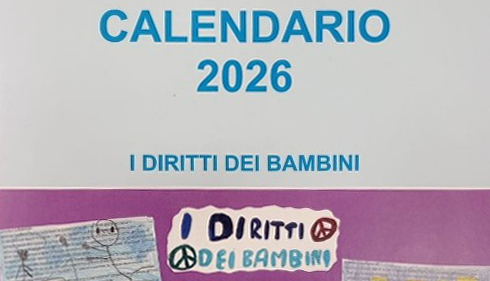 CALENDARIO
2026
I DIRITTI DEI BAMBINI
I DIRITTI
DEI BAMBINI